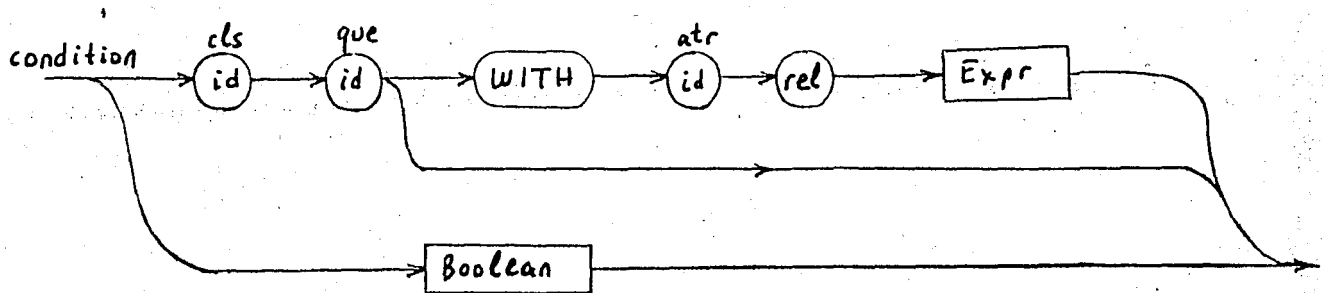 cls que atr
condition
id id WITH id rel Expr
Boolean